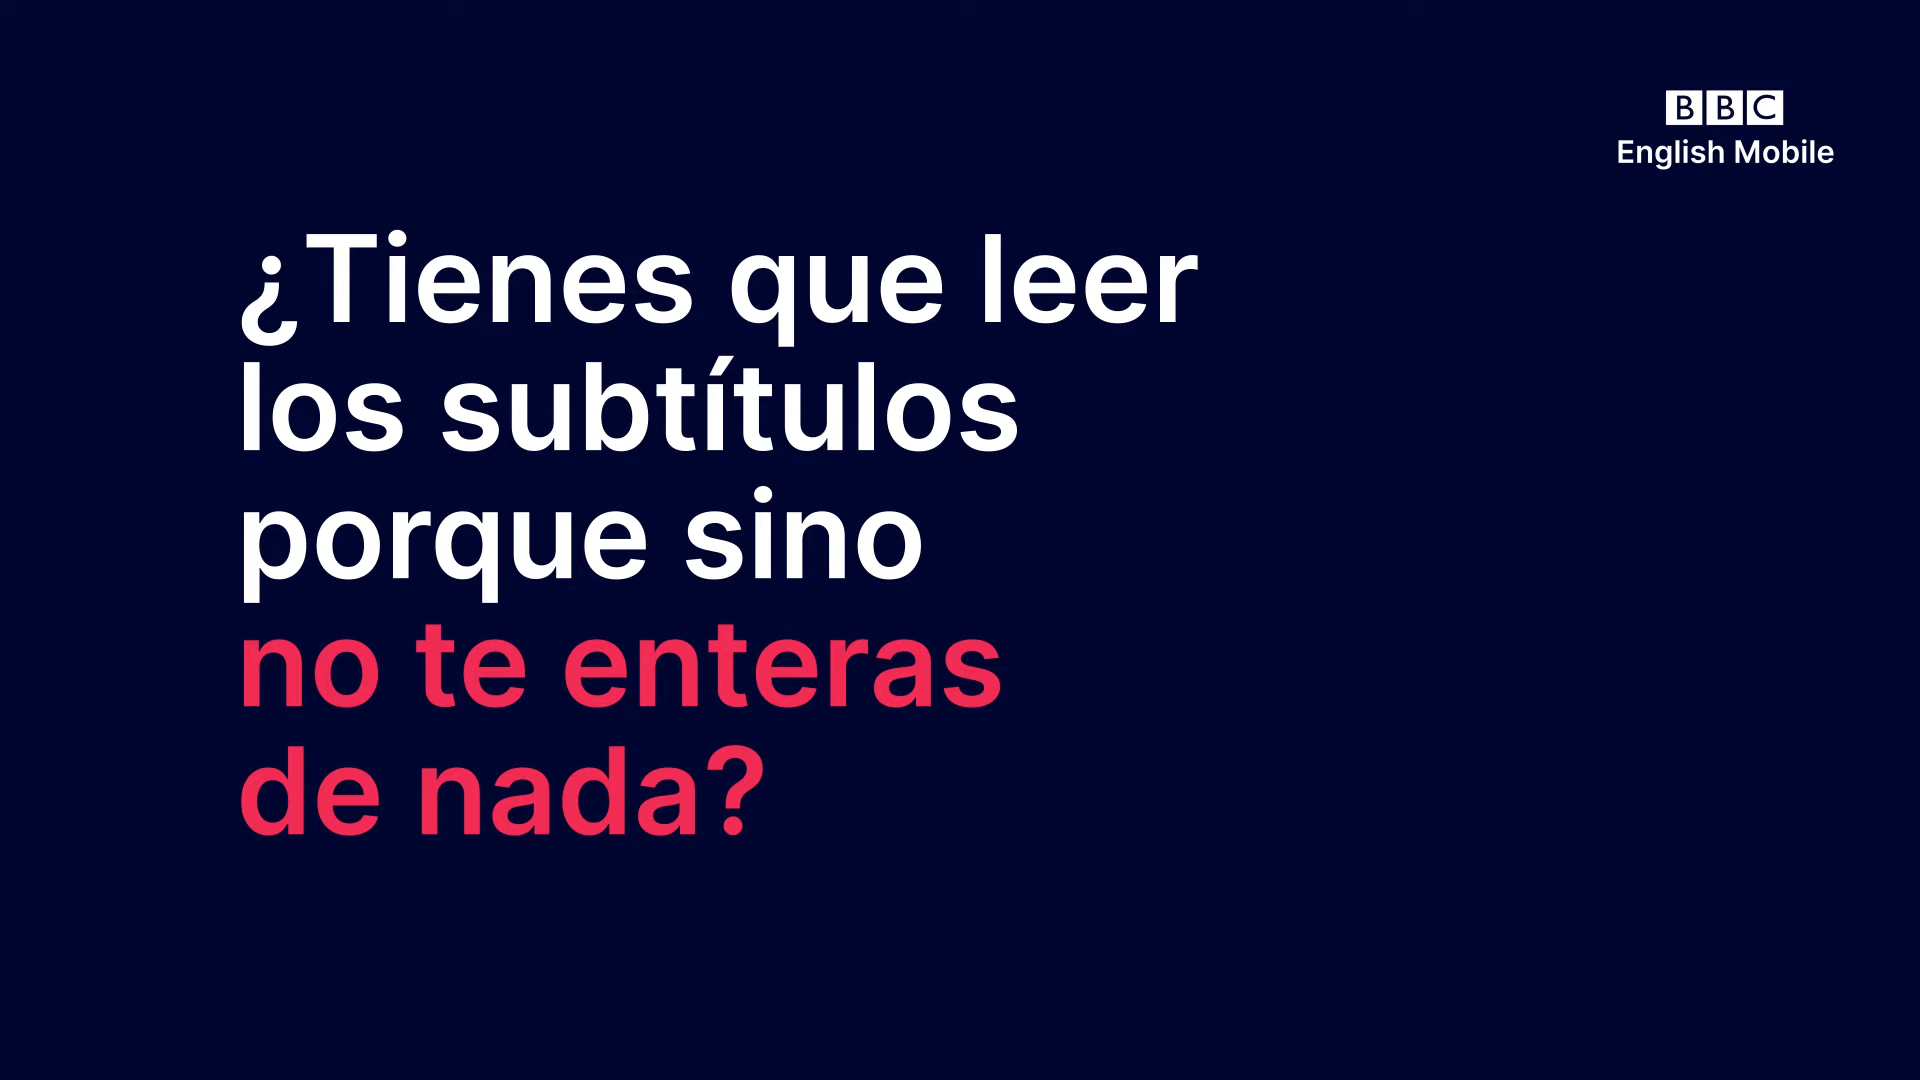 BBC
English Mobile
¿Tienes que leer
los subtítulos
porque sino
no te enteras
de nada?